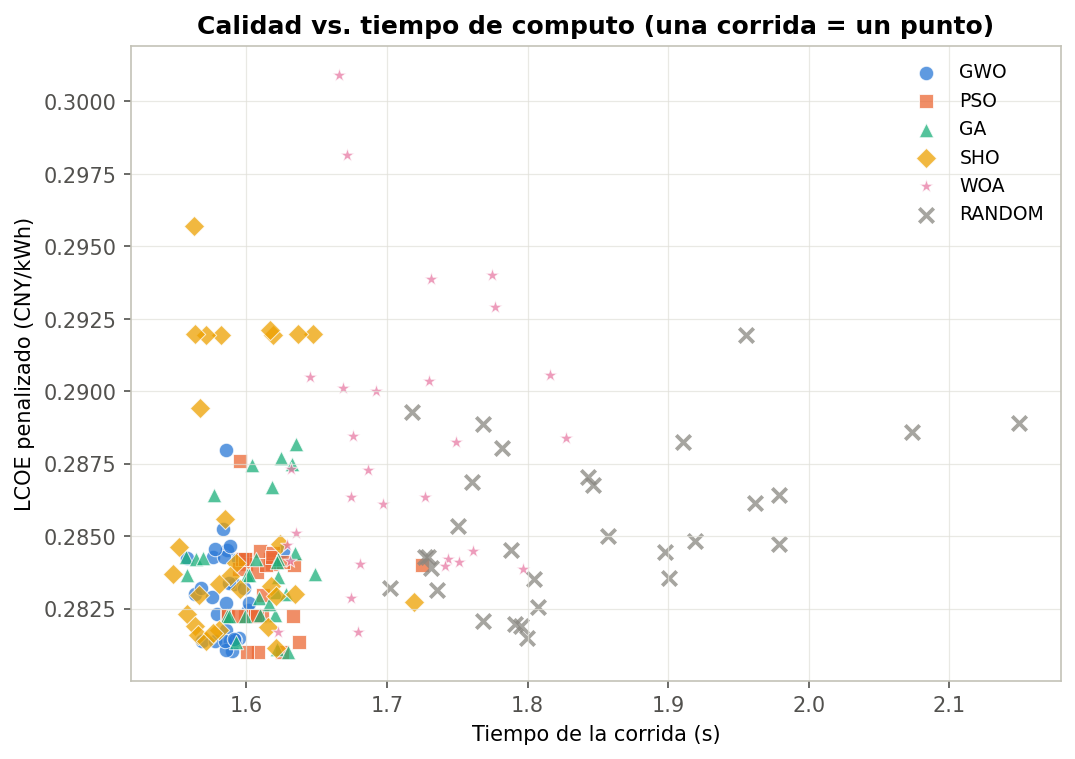 Calidad vs. tiempo de computo (una corrida = un punto)
LCOE penalizado (CNY/kWh)
0.3000
0.2975
0.2950
0.2925
0.2900
0.2875
0.2850
0.2825
GWO
PSO
GA
SHO
WOA
RANDOM
1.6 1.7 1.8 1.9 2.0 2.1
Tiempo de la corrida (s)